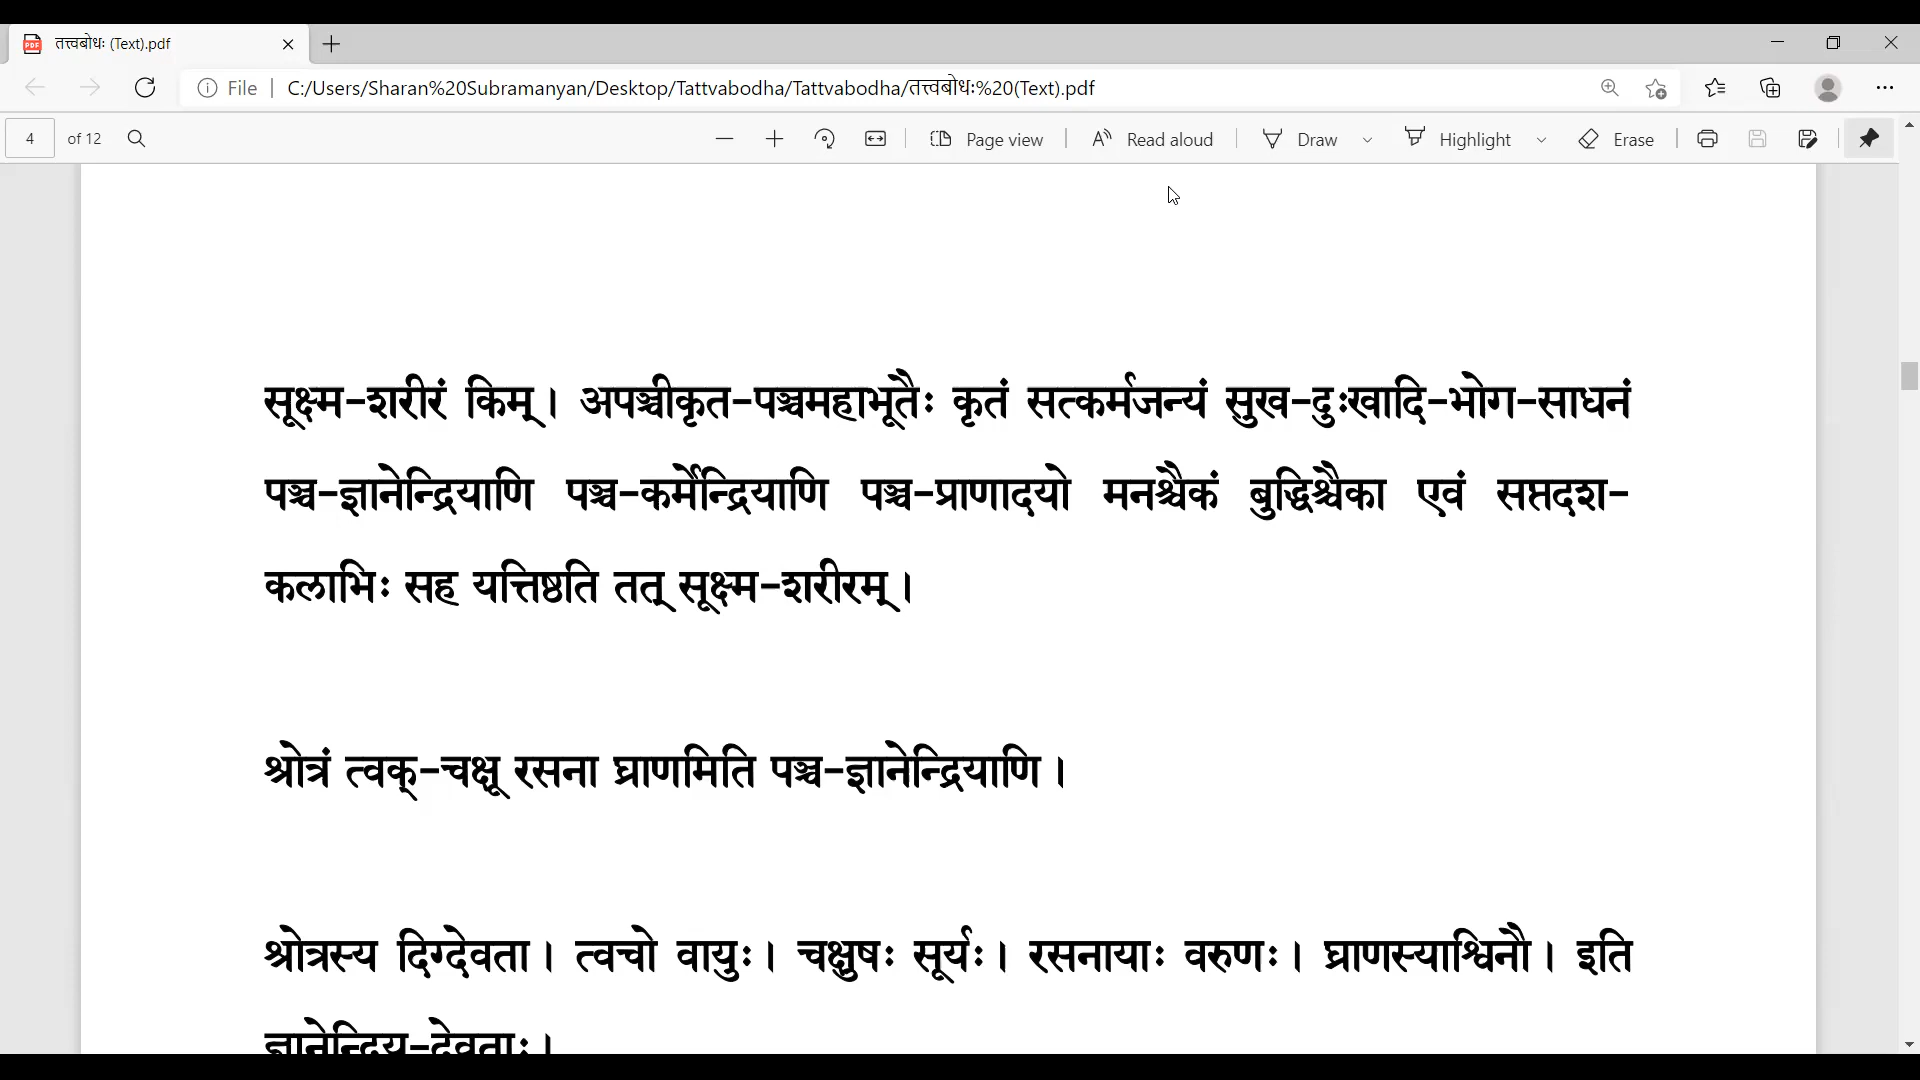 तत्त्वबोधः (Text).pdf
File | C:/Users/Sharan%20Subramanyan/Desktop/Tattvabodha/Tattvabodha/तत्त्वबोधः%20(Text).pdf
4 of 12 Page view Read aloud Draw Highlight Erase
सूक्ष्म-शरीरं किम्। अपञ्चीकृत-पञ्चमहाभूतैः कृतं सत्कर्मजन्यं सुख-दुःखादि-भोग-साधनं
पञ्च-ज्ञानेन्द्रियाणि पञ्च-कर्मेन्द्रियाणि पञ्च-प्राणादयो मनश्चैकं बुद्धिश्चैका एवं सप्तदश-
कलाभिः सह यत्तिष्ठति तत् सूक्ष्म-शरीरम्।
श्रोत्रं त्वक्-चक्षू रसना घ्राणमिति पञ्च-ज्ञानेन्द्रियाणि।
श्रोत्रस्य दिग्देवता। त्वचो वायुः। चक्षुषः सूर्यः। रसनायाः वरुणः। घ्राणस्याश्विनौ। इति
ज्ञानेन्द्रिय-देवताः।